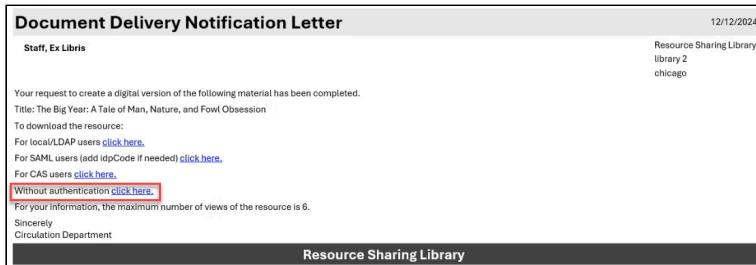 Document Delivery Notification Letter
12/12/2024
Staff, Ex Libris
Resource Sharing Library
library 2
chicago
Your request to create a digital version of the following material has been completed.
Title: The Big Year: A Tale of Man, Nature, and Fowl Obsession
To download the resource:
For local/LDAP users click here.
For SAML users (add idpCode if needed) click here.
For CAS users click here.
Without authentication click here.
For your information, the maximum number of views of the resource is 6.
Sincerely
Circulation Department
Resource Sharing Library